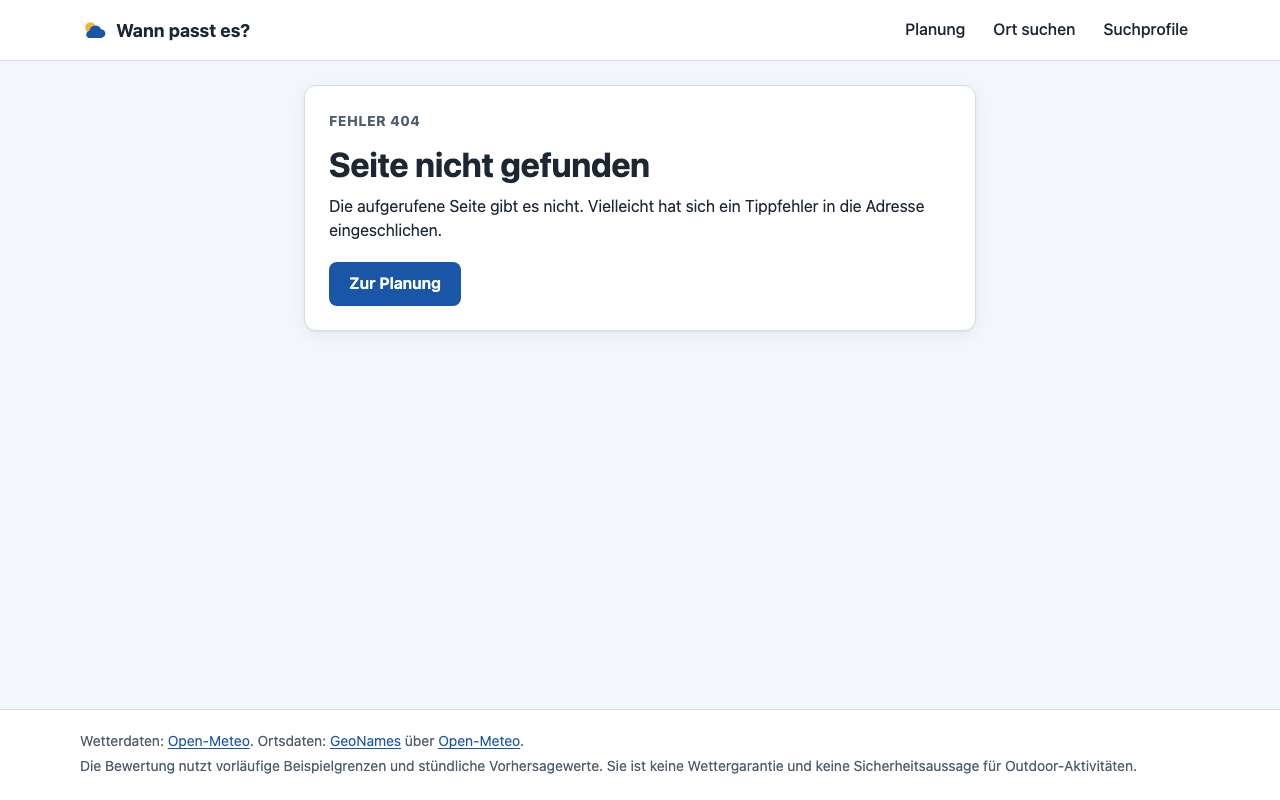 Wann passt es?
Planung
Ort suchen
Suchprofile
FEHLER 404
Seite nicht gefunden
Die aufgerufene Seite gibt es nicht. Vielleicht hat sich ein Tippfehler in die Adresse
eingeschlichen.
Zur Planung
Wetterdaten: Open-Meteo. Ortsdaten: GeoNames über Open-Meteo.
Die Bewertung nutzt vorläufige Beispielgrenzen und stündliche Vorhersagewerte. Sie ist keine Wettergarantie und keine Sicherheitsaussage für Outdoor-Aktivitäten.